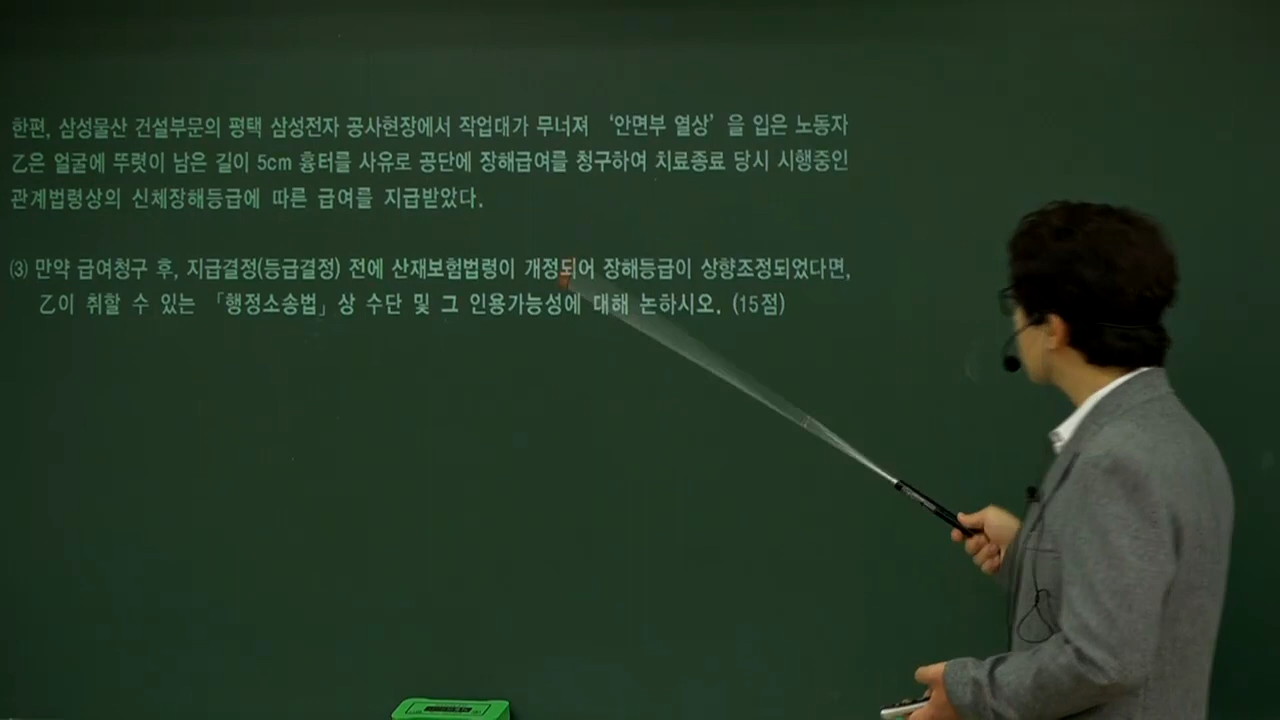 한편, 삼성물산 건설부문의 평택 삼성전자 공사현장에서 작업대가 무너져 ‘안면부 열상’을 입은 노동자
乙은 얼굴에 뚜렷이 남은 길이 5cm 흉터를 사유로 공단에 장해급여를 청구하여 치료종료 당시 시행중인
관계법령상의 신체장해등급에 따른 급여를 지급받았다.
(3) 만약 급여청구 후, 지급결정(등급결정) 전에 산재보험법령이 개정되어 장해등급이 상향조정되었다면,
乙이 취할 수 있는 「행정소송법」상 수단 및 그 인용가능성에 대해 논하시오. (15점)